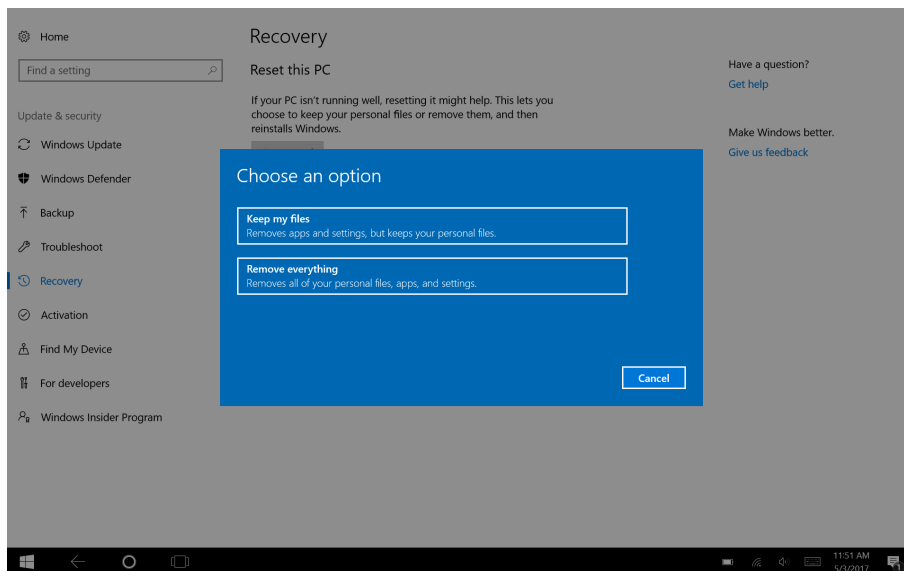 Home
Find a setting
Update & security
Windows Update
Windows Defender
Backup
Troubleshoot
Recovery
Activation
Find My Device
For developers
Windows Insider Program
Recovery
Reset this PC
If your PC isn't running well, resetting it might help. This lets you
choose to keep your personal files or remove them, and then
reinstalls Windows.
Choose an option
Keep my files
Removes apps and settings, but keeps your personal files.
Remove everything
Removes all of your personal files, apps, and settings.
Cancel
Have a question?
Get help
Make Windows better.
Give us feedback
11:51 AM
5/3/2017
1